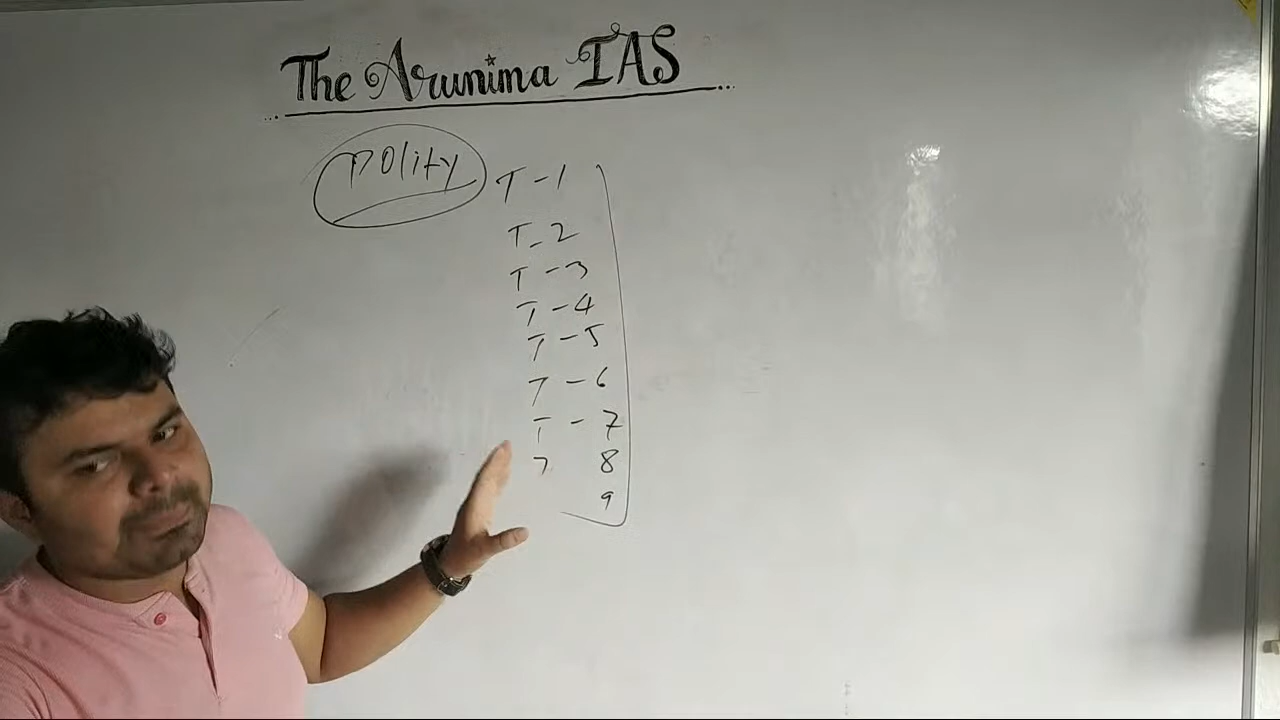 The Arunima IAS
Polity
T - 1
T - 2
T - 3
T - 4
T - 5
T - 6
T - 7
T 8
9